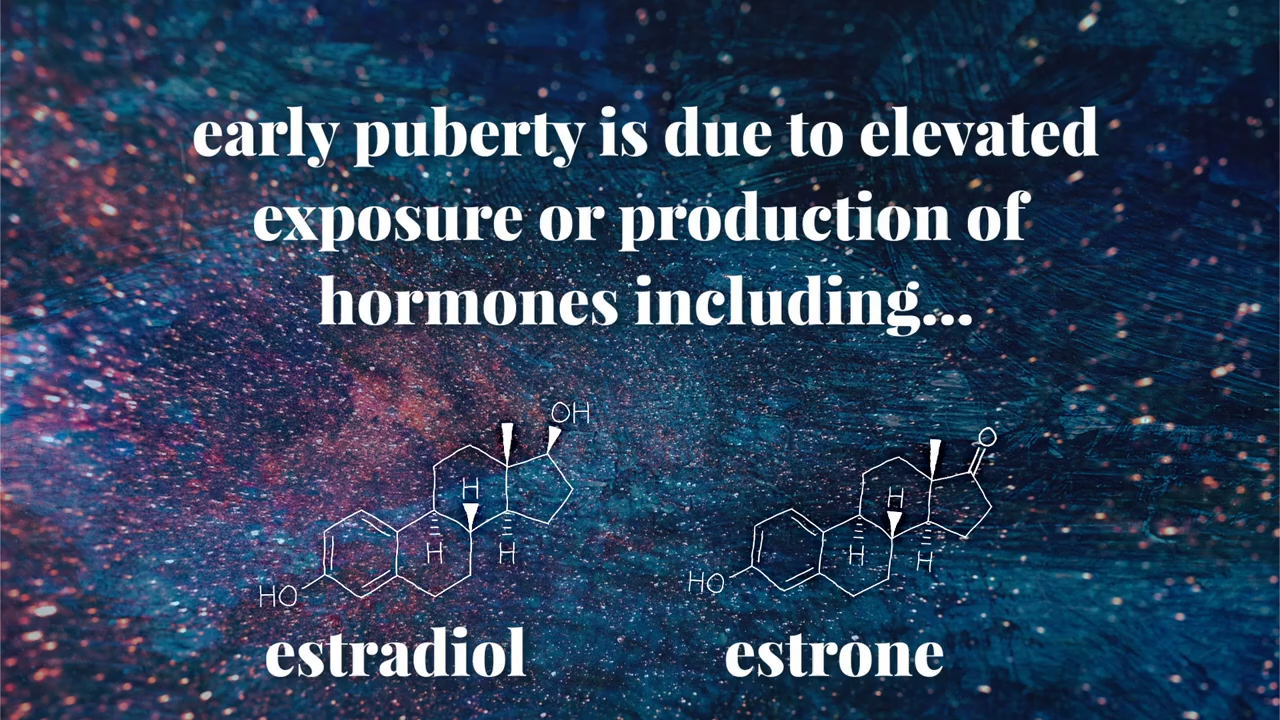 early puberty is due to elevated
exposure or production of
hormones including...
OH
O
H
H
H
H
H
H
HO
HO
estradiol
estrone